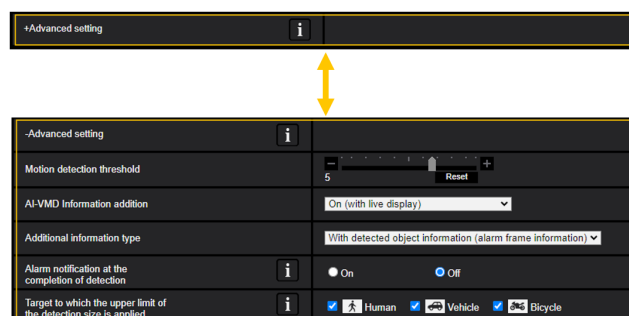 +Advanced setting i
-Advanced setting i
Motion detection threshold
5 Reset
AI-VMD Information addition On (with live display)
Additional information type With detected object information (alarm frame information)
Alarm notification at the
completion of detection i On Off
Target to which the upper limit of
the detection size is applied i Human Vehicle Bicycle